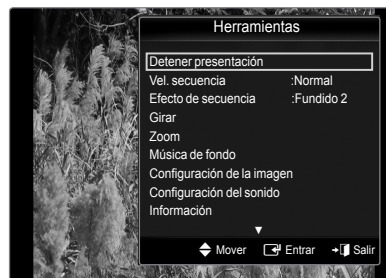 Herramientas
Detener presentación
Vel. secuencia :Normal
Efecto de secuencia :Fundido 2
Girar
Zoom
Música de fondo
Configuración de la imagen
Configuración del sonido
Información
Mover Entrar Salir